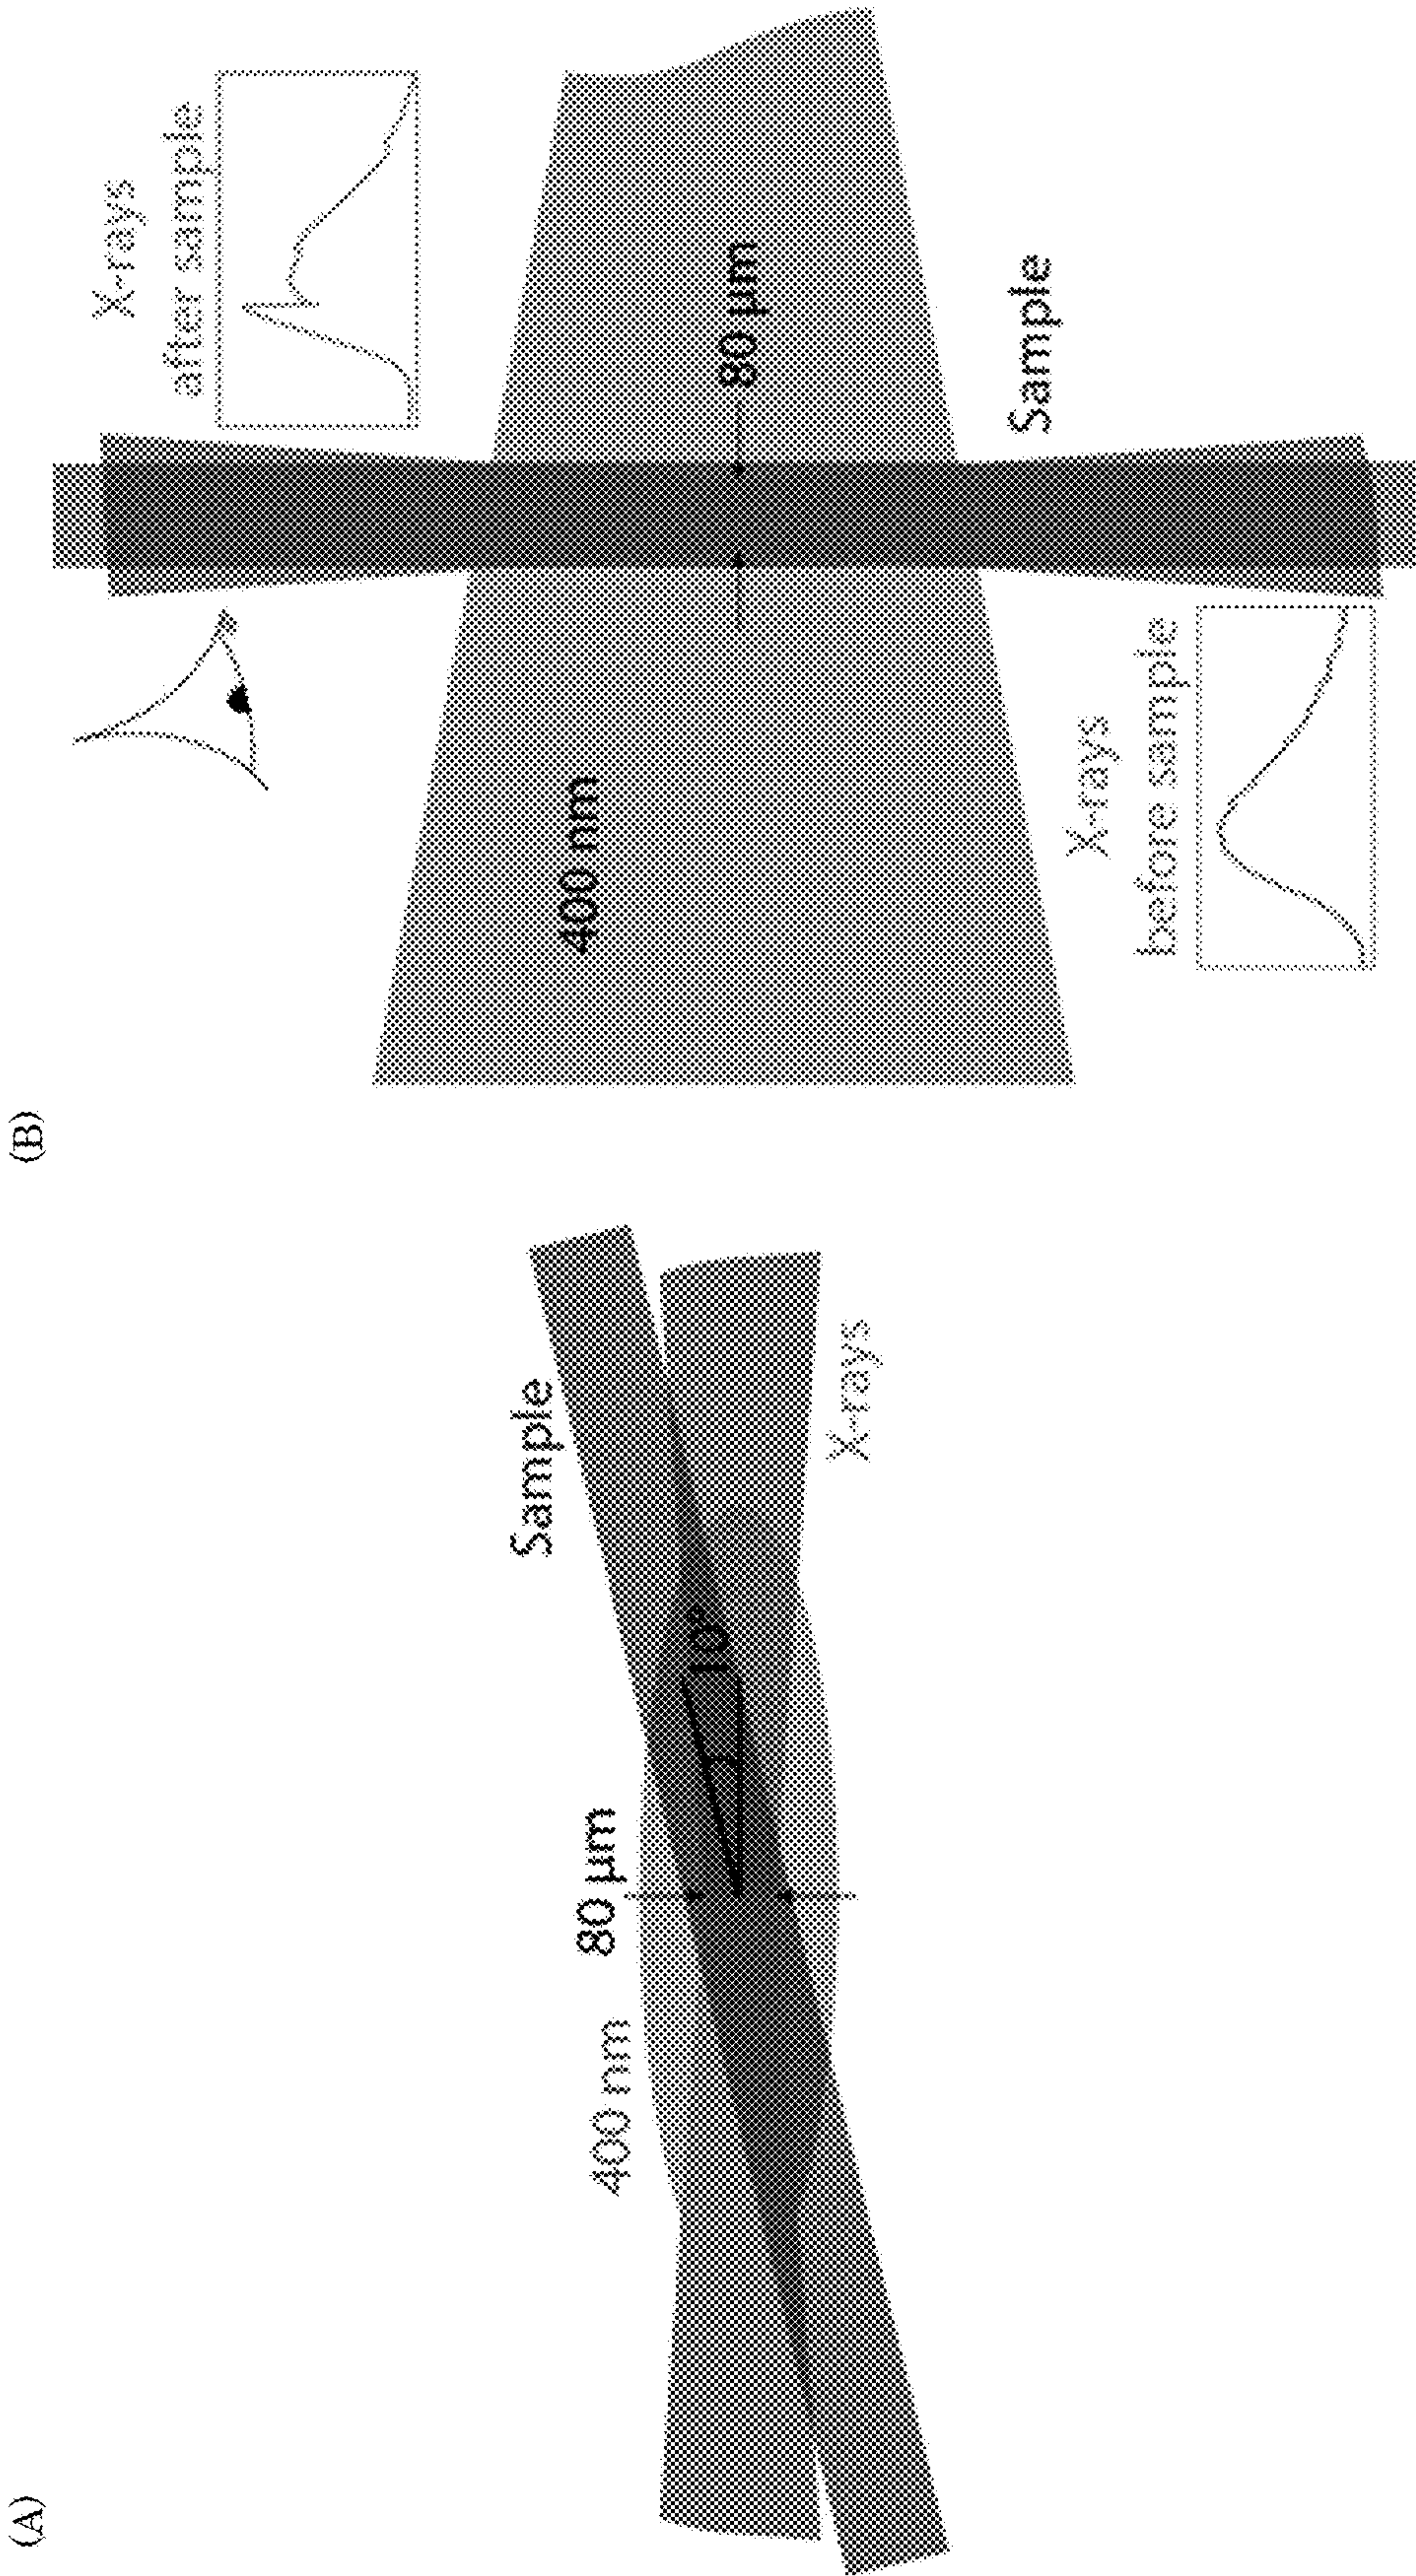 (A)
Sample
80 µm
400 nm
10°
X-rays
(B)
X-rays
after sample
400 nm
80 µm
Sample
X-rays
before sample